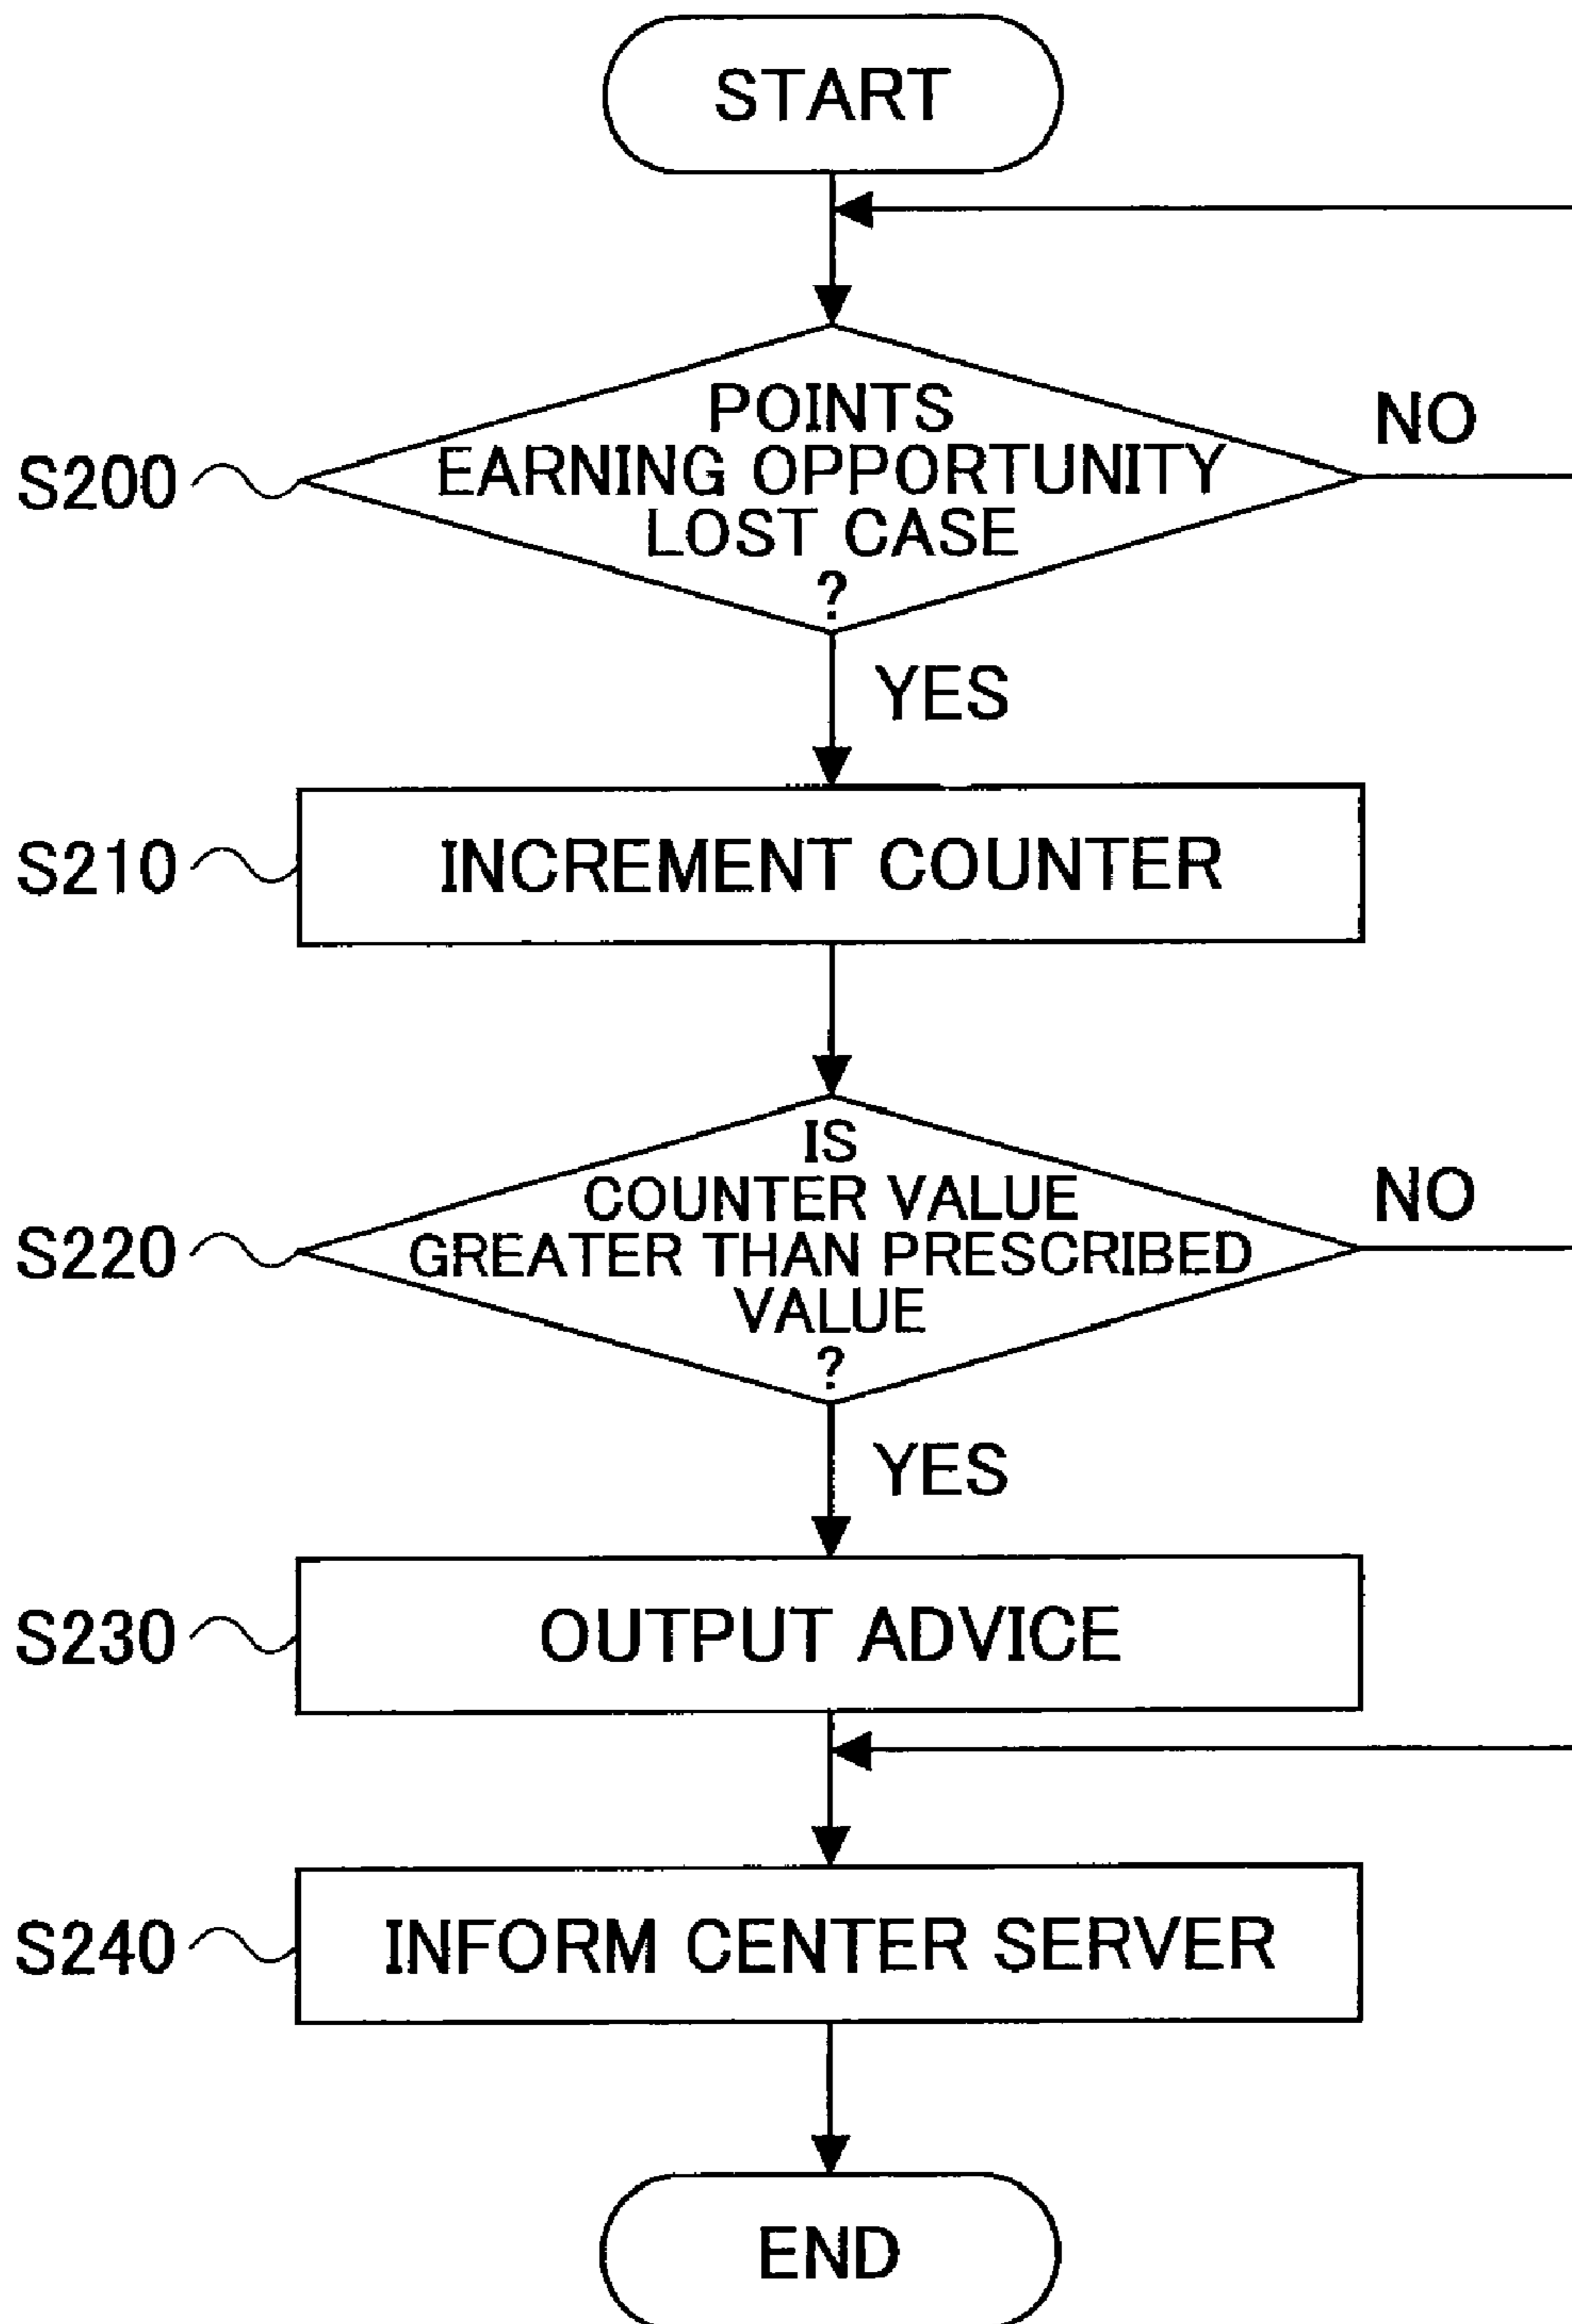 START
POINTS
EARNING OPPORTUNITY
LOST CASE
?
NO
S200
YES
S210
INCREMENT COUNTER
IS
COUNTER VALUE
GREATER THAN PRESCRIBED
VALUE
?
NO
S220
YES
S230
OUTPUT ADVICE
S240
INFORM CENTER SERVER
END